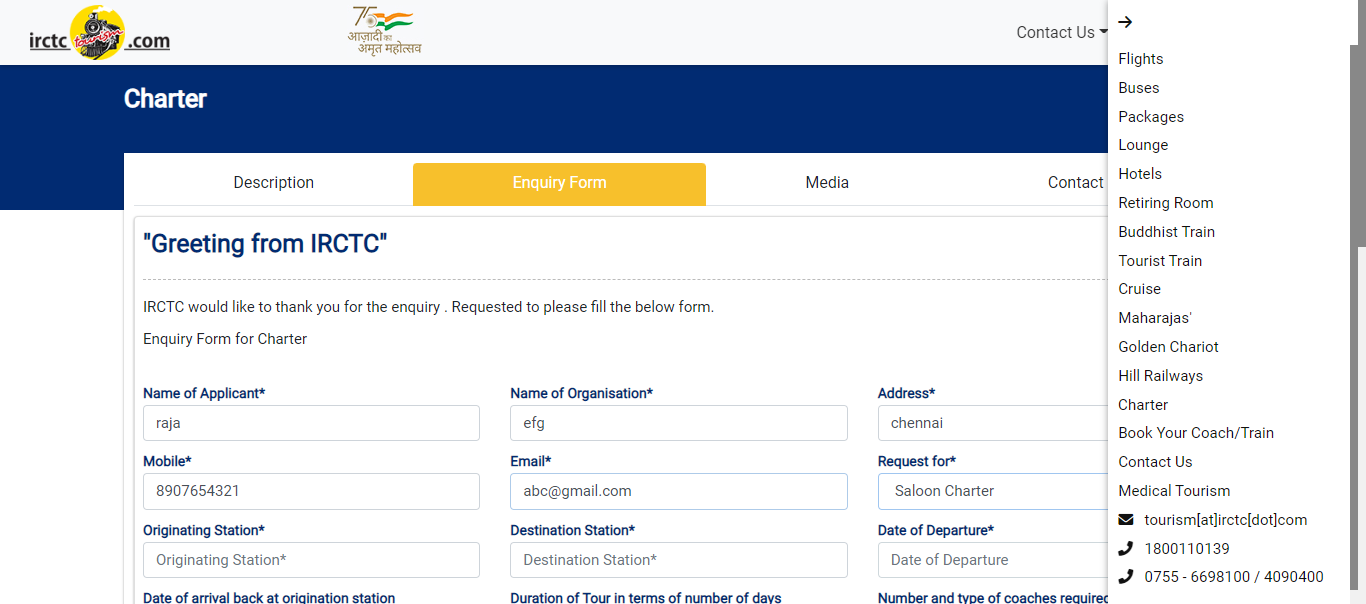 irctc tourism .com
75
आज़ादी का
अमृत महोत्सव
Contact Us
Charter
Description
Enquiry Form
Media
Contact
"Greeting from IRCTC"
IRCTC would like to thank you for the enquiry . Requested to please fill the below form.
Enquiry Form for Charter
Name of Applicant* Name of Organisation* Address*
raja efg chennai
Mobile* Email* Request for*
8907654321 abc@gmail.com Saloon Charter
Originating Station* Destination Station* Date of Departure*
Originating Station* Destination Station* Date of Departure
Date of arrival back at origination station Duration of Tour in terms of number of days Number and type of coaches required
Flights
Buses
Packages
Lounge
Hotels
Retiring Room
Buddhist Train
Tourist Train
Cruise
Maharajas'
Golden Chariot
Hill Railways
Charter
Book Your Coach/Train
Contact Us
Medical Tourism
tourism[at]irctc[dot]com
1800110139
0755 - 6698100 / 4090400